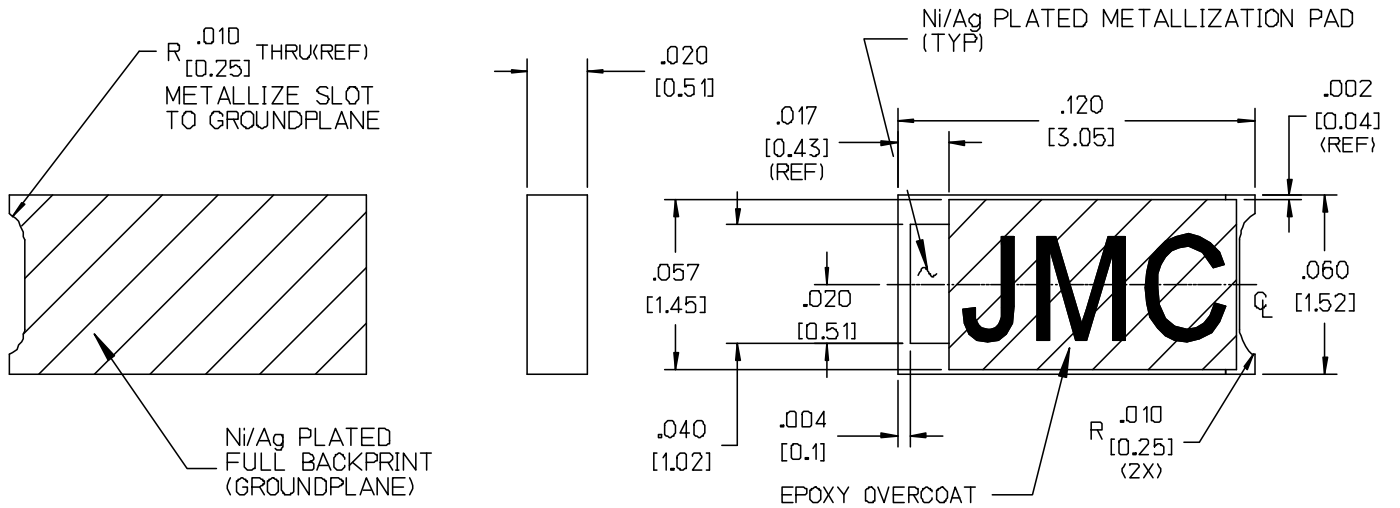 R .010 THRU(REF)
[0.25]
METALLIZE SLOT
TO GROUNDPLANE
Ni/Ag PLATED
FULL BACKPRINT
(GROUNDPLANE)
.020
[0.51]
Ni/Ag PLATED METALLIZATION PAD
(TYP)
.017
[0.43]
(REF)
.120
[3.05]
.002
[0.04]
(REF)
.057
[1.45]
.020
[0.51]
JMC
℄
.060
[1.52]
.040
[1.02]
.004
[0.1]
R .010
[0.25]
(2X)
EPOXY OVERCOAT